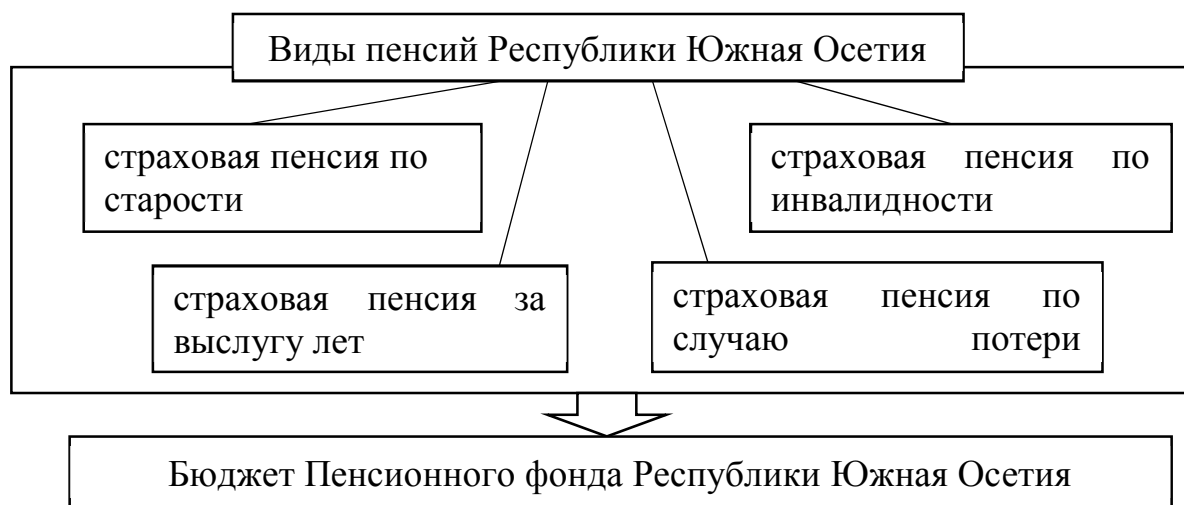 Виды пенсий Республики Южная Осетия
страховая пенсия по
старости
страховая пенсия по
инвалидности
страховая пенсия за
выслугу лет
страховая пенсия по
случаю потери
Бюджет Пенсионного фонда Республики Южная Осетия